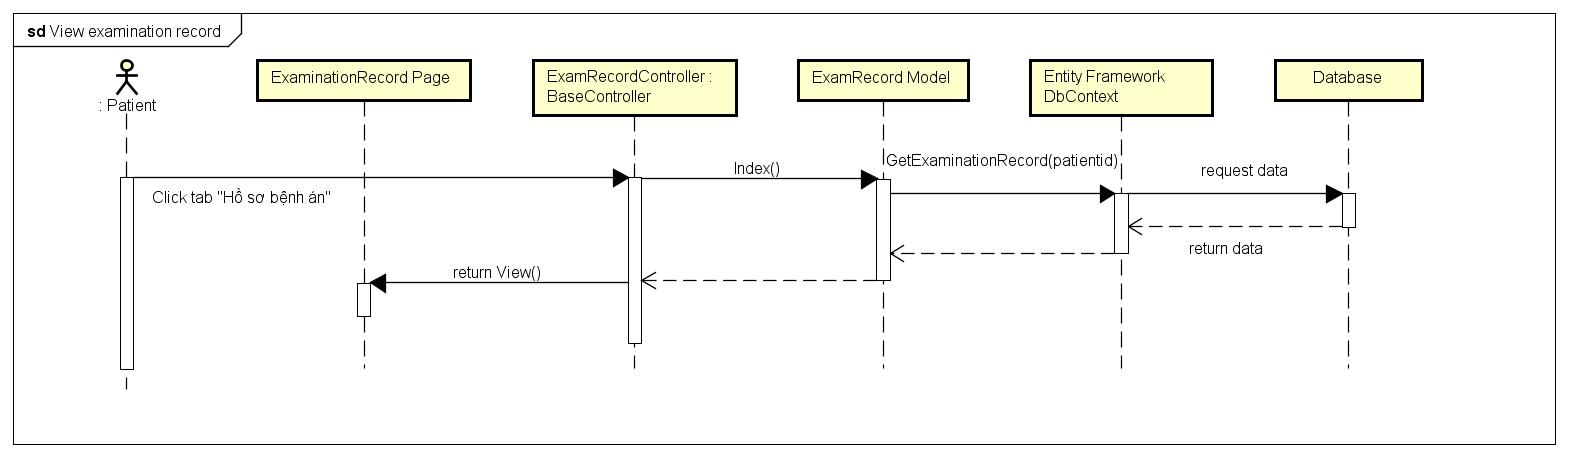 sd View examination record
: Patient
ExaminationRecord Page
ExamRecordController :
BaseController
ExamRecord Model
Entity Framework
DbContext
Database
Click tab "Hồ sơ bệnh án"
Index()
GetExaminationRecord(patientid)
request data
return data
return View()